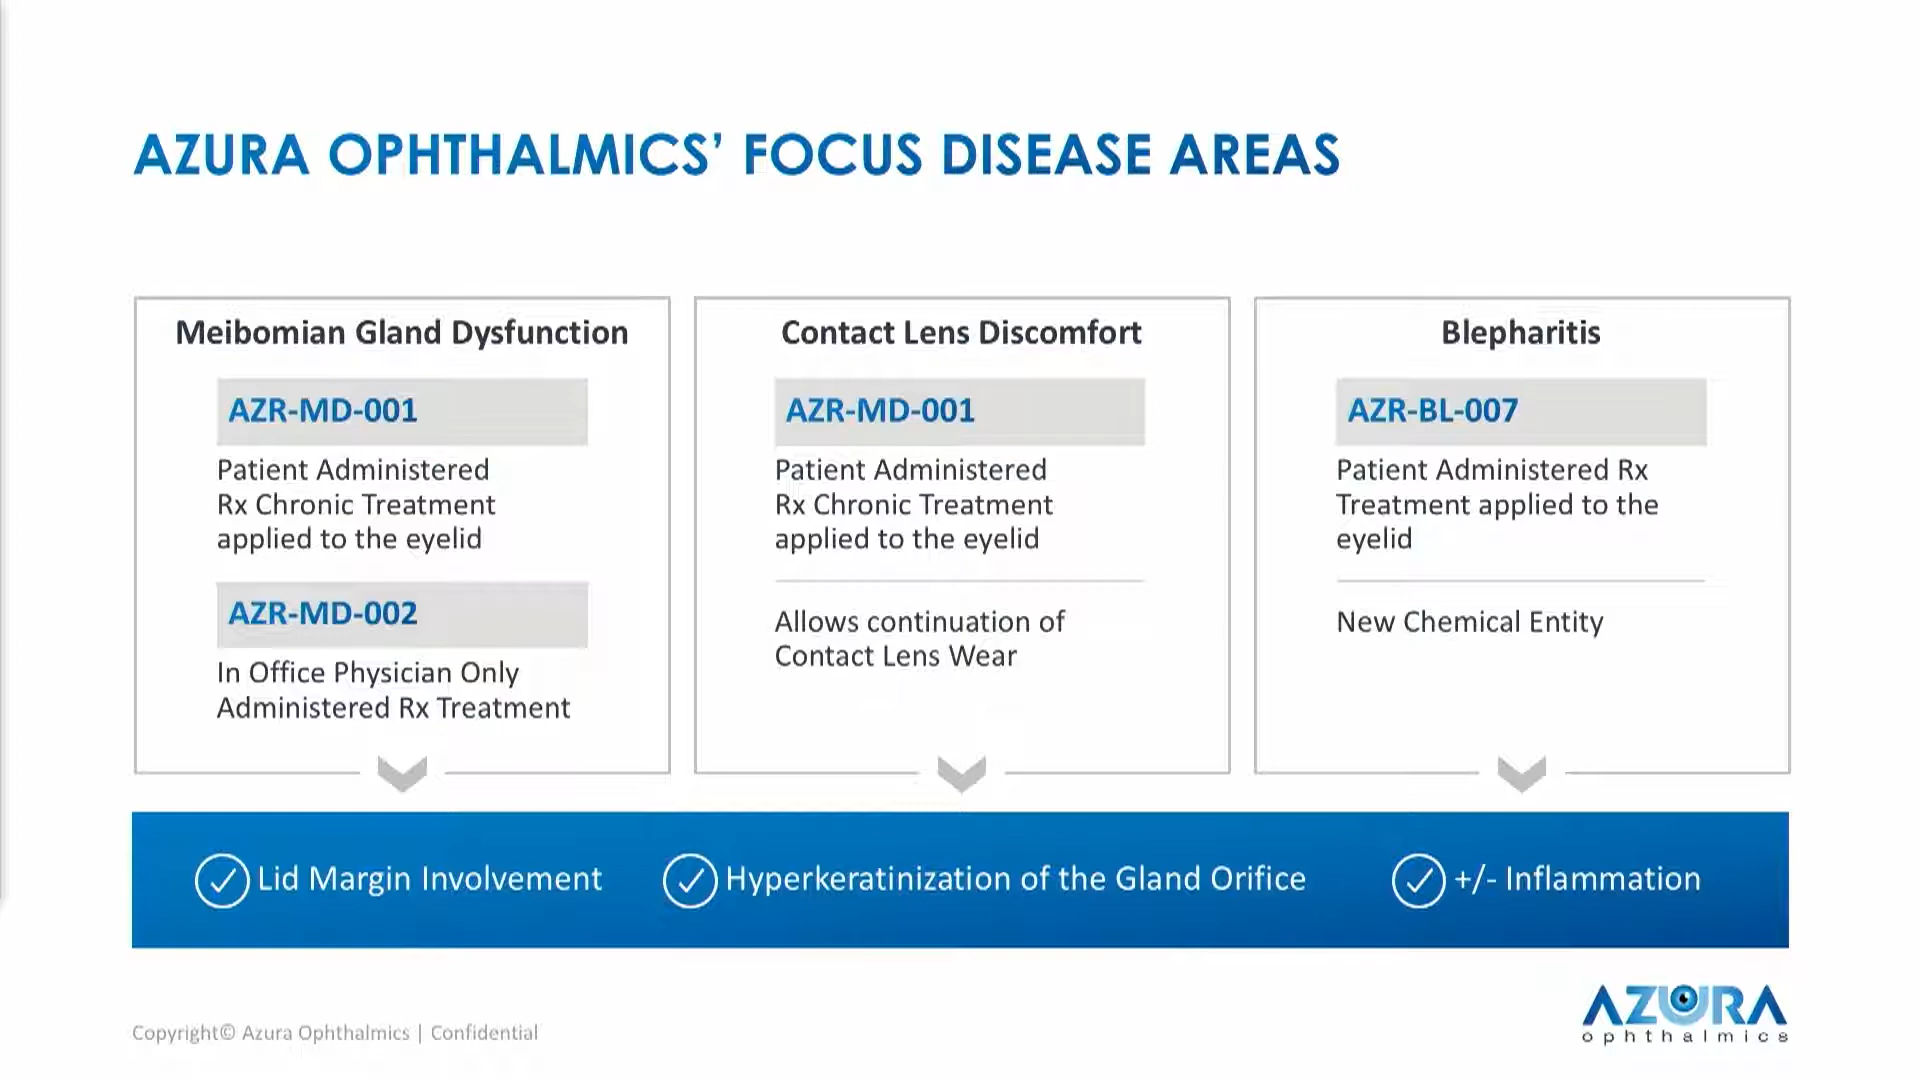 AZURA OPHTHALMICS’ FOCUS DISEASE AREAS
Meibomian Gland Dysfunction
AZR-MD-001
Patient Administered
Rx Chronic Treatment
applied to the eyelid
AZR-MD-002
In Office Physician Only
Administered Rx Treatment
Contact Lens Discomfort
AZR-MD-001
Patient Administered
Rx Chronic Treatment
applied to the eyelid
Allows continuation of
Contact Lens Wear
Blepharitis
AZR-BL-007
Patient Administered Rx
Treatment applied to the
eyelid
New Chemical Entity
Lid Margin Involvement
Hyperkeratinization of the Gland Orifice
+/- Inflammation
Copyright© Azura Ophthalmics | Confidential
AZURA
ophthalmics